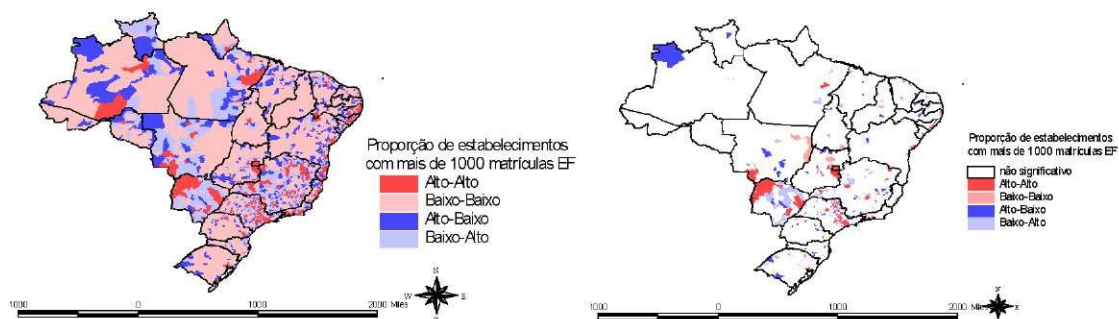 Proporção de estabelecimentos
com mais de 1000 matrículas EF
Alto-Alto
Baixo-Baixo
Alto-Baixo
Baixo-Alto
N
W E
S
1000 0 1000 2000 Miles
Proporção de estabelecimentos
com mais de 1000 matrículas EF
não significativo
Alto-Alto
Baixo-Baixo
Alto-Baixo
Baixo-Alto
1000 0 1000 2000 Miles